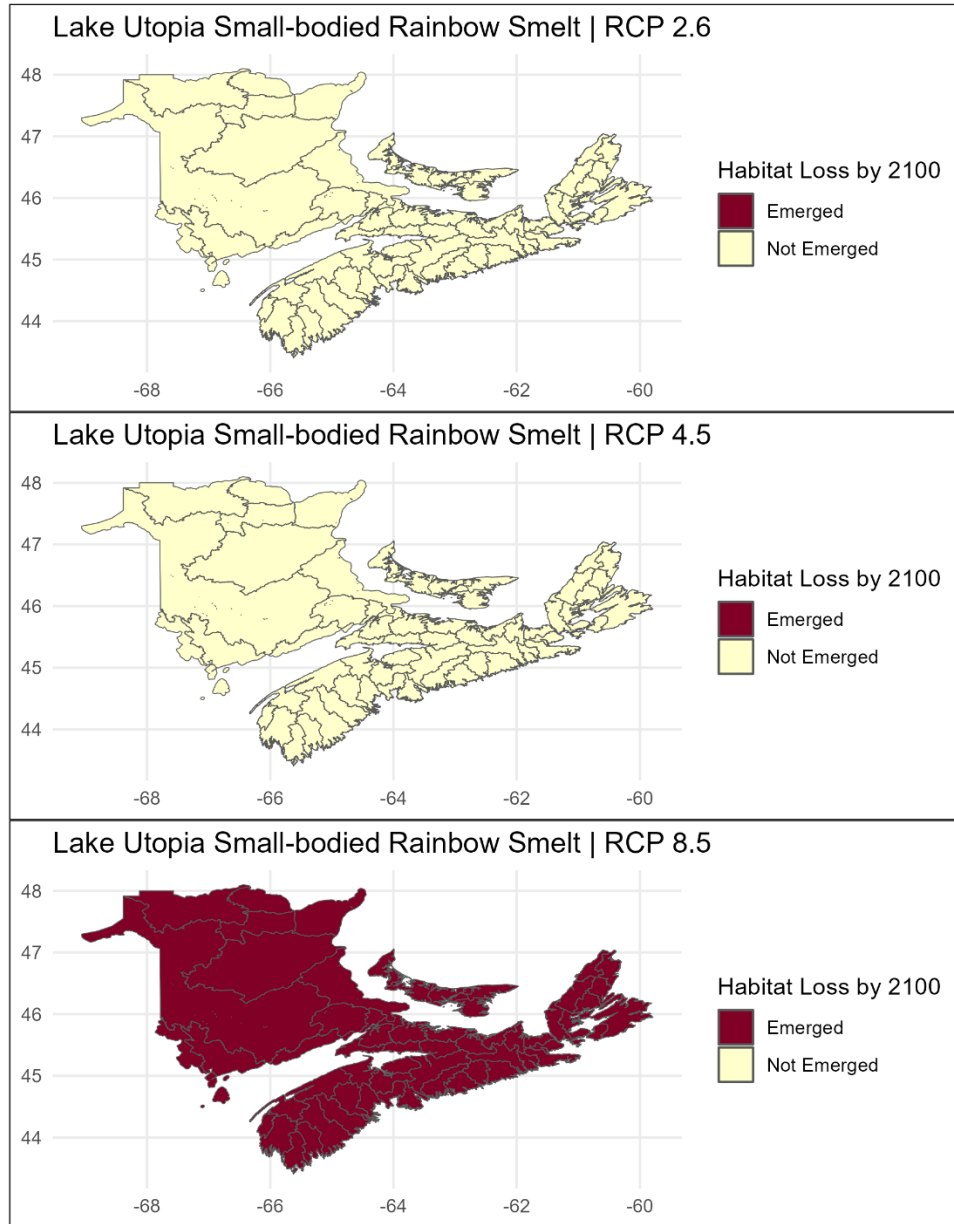 Lake Utopia Small-bodied Rainbow Smelt | RCP 2.6
48
47
46
45
44
-68
-66
-64
-62
-60
Habitat Loss by 2100
Emerged
Not Emerged
Lake Utopia Small-bodied Rainbow Smelt | RCP 4.5
48
47
46
45
44
-68
-66
-64
-62
-60
Habitat Loss by 2100
Emerged
Not Emerged
Lake Utopia Small-bodied Rainbow Smelt | RCP 8.5
48
47
46
45
44
-68
-66
-64
-62
-60
Habitat Loss by 2100
Emerged
Not Emerged